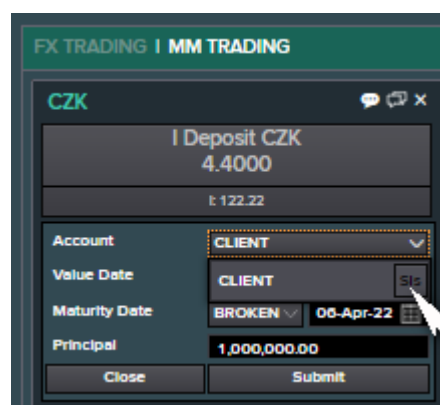 FX TRADING I MM TRADING
CZK
I Deposit CZK
4.4000
I: 122.22
Account CLIENT
Value Date CLIENT SIs
Maturity Date BROKEN 06-Apr-22
Principal 1,000,000.00
Close Submit